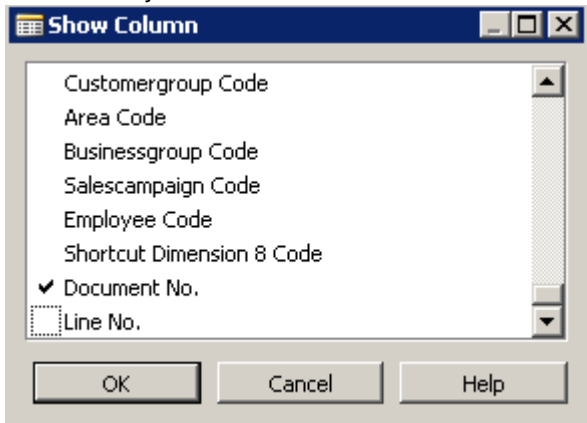 Show Column
Customergroup Code
Area Code
Businessgroup Code
Salescampaign Code
Employee Code
Shortcut Dimension 8 Code
Document No.
Line No.
OK Cancel Help